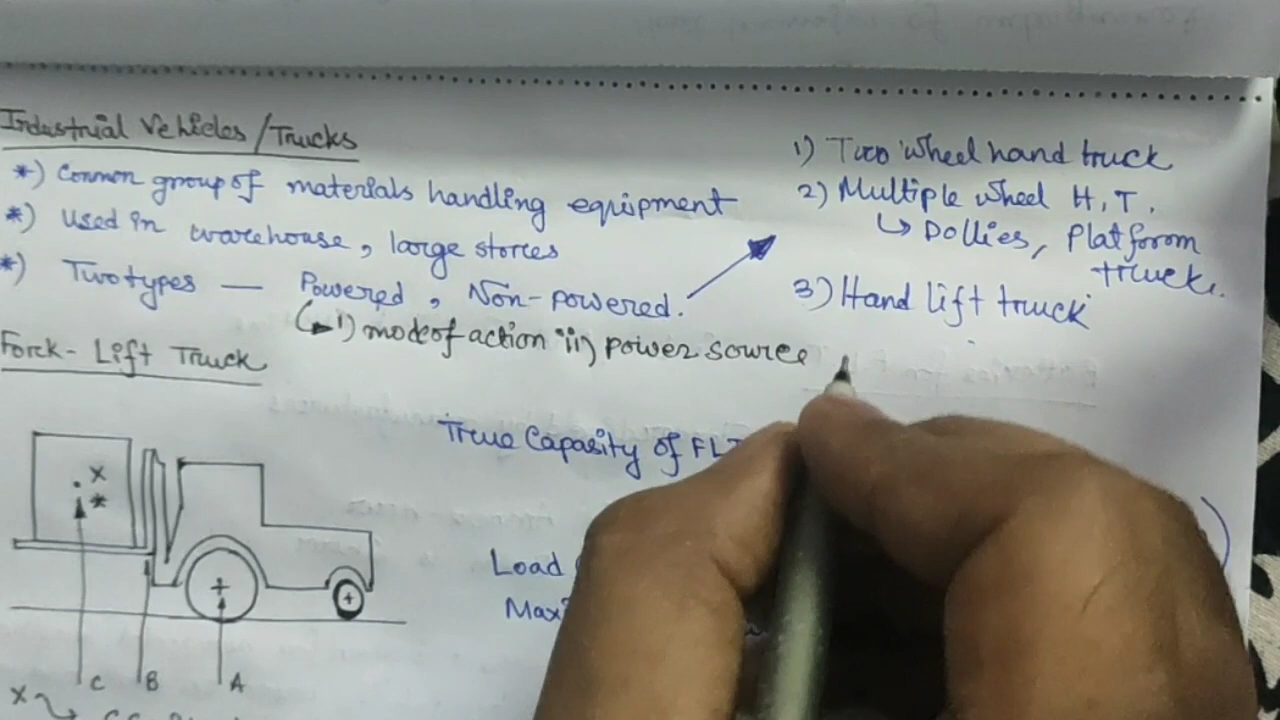 Industrial Vehicles/Trucks
*) Common group of materials handling equipment
*) Used in warehouse, large stores
*) Two types — Powered, Non-powered.
(→ i) mode of action ii) power source
1) Two wheel hand truck
2) Multiple wheel H.T.
↳ Dollies, Platform
truck.
3) Hand lift truck
Forck-Lift Truck
True Capasity of FLT
Load
Max
x
*
C B A
x